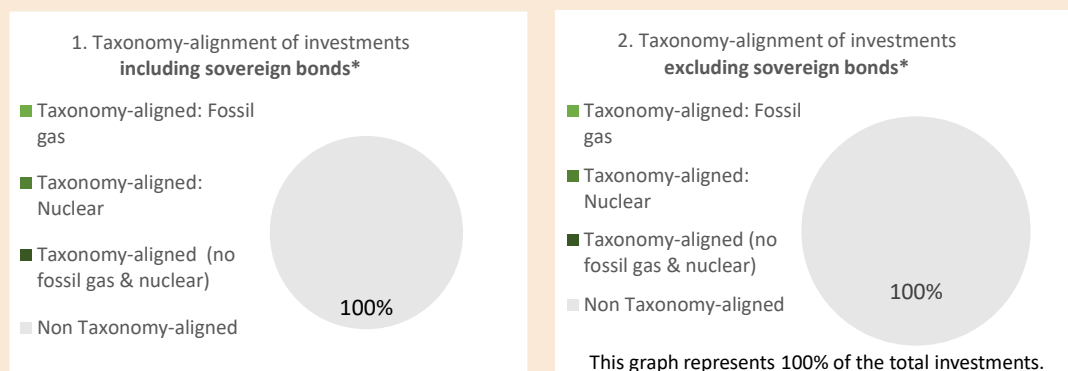 1. Taxonomy-alignment of investments
including sovereign bonds*
Taxonomy-aligned: Fossil
gas
Taxonomy-aligned:
Nuclear
Taxonomy-aligned (no
fossil gas & nuclear)
Non Taxonomy-aligned
100%
2. Taxonomy-alignment of investments
excluding sovereign bonds*
Taxonomy-aligned: Fossil
gas
Taxonomy-aligned:
Nuclear
Taxonomy-aligned (no
fossil gas & nuclear)
Non Taxonomy-aligned
100%
This graph represents 100% of the total investments.